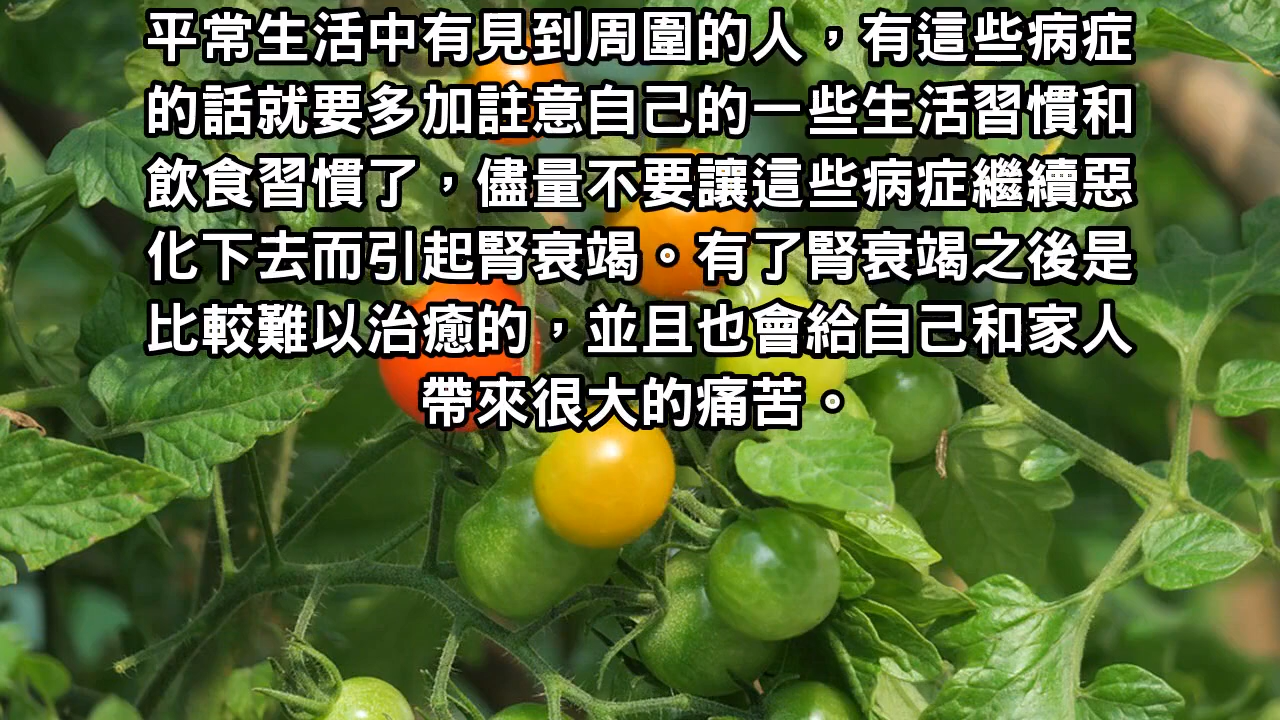 平常生活中有見到周圍的人，有這些病症
的話就要多加註意自己的一些生活習慣和
飲食習慣了，儘量不要讓這些病症繼續惡
化下去而引起腎衰竭。有了腎衰竭之後是
比較難以治癒的，並且也會給自己和家人
帶來很大的痛苦。